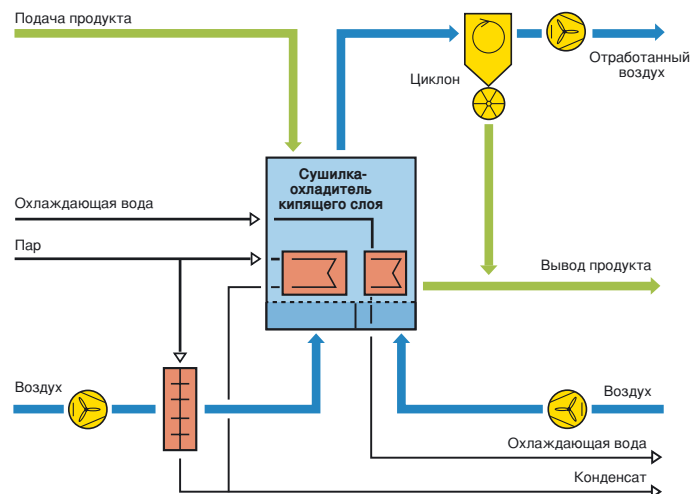 Подача продукта
Циклон
Отработанный
воздух
Сушилка-
охладитель
кипящего слоя
Охлаждающая вода
Пар
Вывод продукта
Воздух
Воздух
Охлаждающая вода
Конденсат